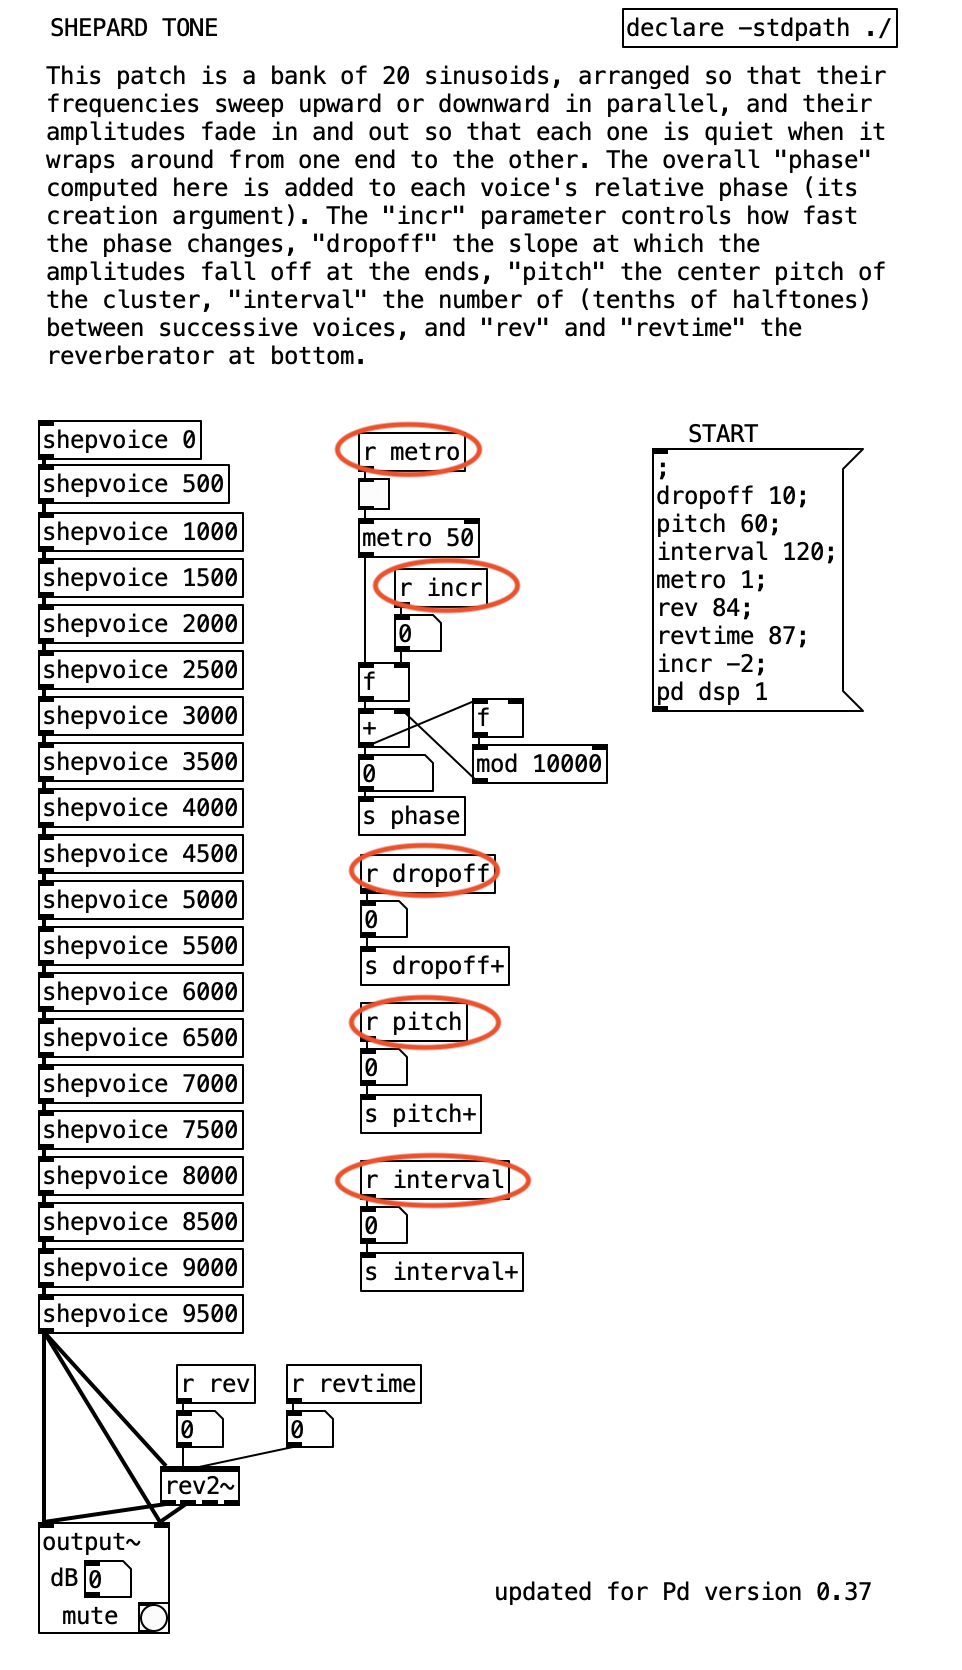 SHEPARD TONE
declare -stdpath ./
This patch is a bank of 20 sinusoids, arranged so that their
frequencies sweep upward or downward in parallel, and their
amplitudes fade in and out so that each one is quiet when it
wraps around from one end to the other. The overall "phase"
computed here is added to each voice's relative phase (its
creation argument). The "incr" parameter controls how fast
the phase changes, "dropoff" the slope at which the
amplitudes fall off at the ends, "pitch" the center pitch of
the cluster, "interval" the number of (tenths of halftones)
between successive voices, and "rev" and "revtime" the
reverberator at bottom.
shepvoice 0
shepvoice 500
shepvoice 1000
shepvoice 1500
shepvoice 2000
shepvoice 2500
shepvoice 3000
shepvoice 3500
shepvoice 4000
shepvoice 4500
shepvoice 5000
shepvoice 5500
shepvoice 6000
shepvoice 6500
shepvoice 7000
shepvoice 7500
shepvoice 8000
shepvoice 8500
shepvoice 9000
shepvoice 9500
r metro
metro 50
r incr
0
f
+
f
mod 10000
0
s phase
r dropoff
0
s dropoff+
r pitch
0
s pitch+
r interval
0
s interval+
START
;
dropoff 10;
pitch 60;
interval 120;
metro 1;
rev 84;
revtime 87;
incr -2;
pd dsp 1
r rev
r revtime
0
0
rev2~
output~
dB 0
mute
updated for Pd version 0.37